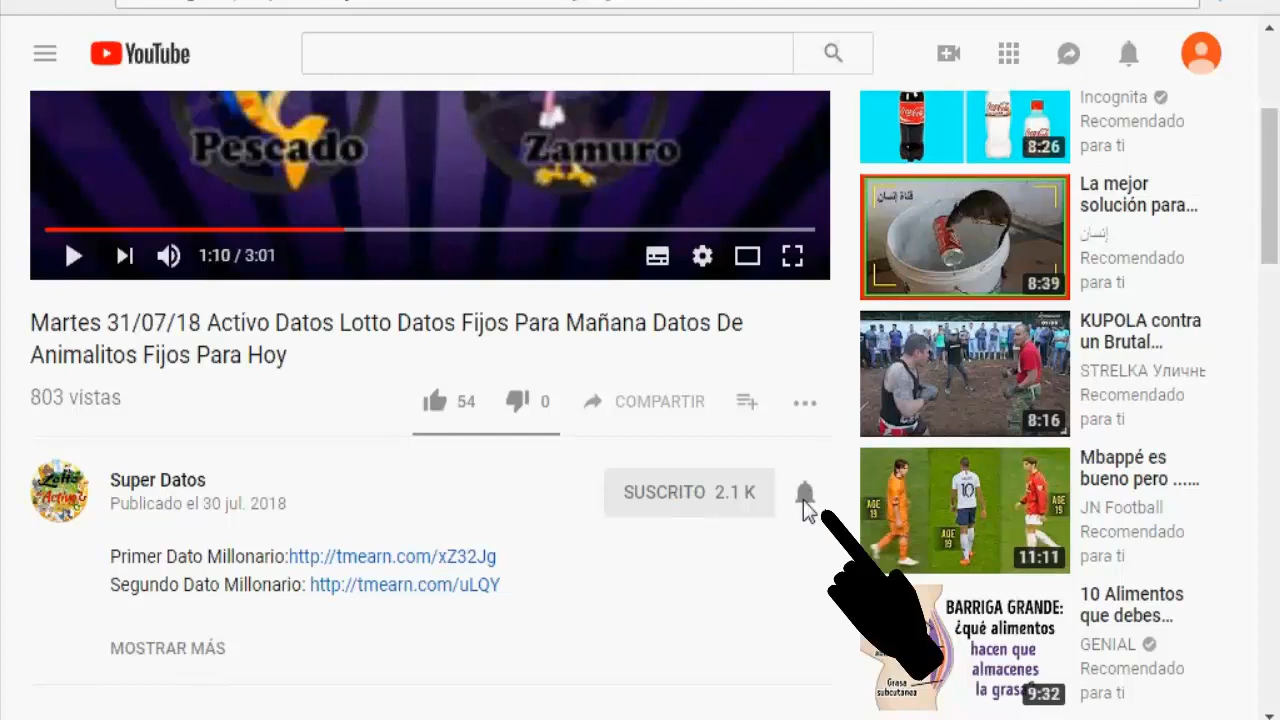 YouTube
Pescado
Zamuro
1:10 / 3:01
Martes 31/07/18 Activo Datos Lotto Datos Fijos Para Mañana Datos De
Animalitos Fijos Para Hoy
803 vistas
54
0
COMPARTIR
Super Datos
Publicado el 30 jul. 2018
SUSCRITO 2.1 K
Primer Dato Millonario:http://tmearn.com/xZ32Jg
Segundo Dato Millonario: http://tmearn.com/uLQY
MOSTRAR MÁS
8:26
Incognita
Recomendado
para ti
قناة إنسان
8:39
La mejor
solución para...
إنسان
Recomendado
para ti
8:16
KUPOLA contra
un Brutal...
STRELKA Уличнь
Recomendado
para ti
AGE
19
10
AGE
19
AGE
19
11:11
Mbappé es
bueno pero ......
JN Football
Recomendado
para ti
BARRIGA GRANDE:
¿qué alimentos
hacen que
almacenes
la grasa
Grasa
subcutanea
9:32
10 Alimentos
que debes...
GENIAL
Recomendado
para ti